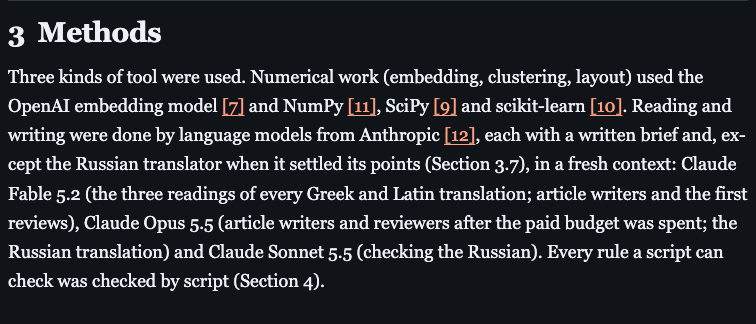 3 Methods
Three kinds of tool were used. Numerical work (embedding, clustering, layout) used the
OpenAI embedding model [7] and NumPy [11], SciPy [9] and scikit-learn [10]. Reading and
writing were done by language models from Anthropic [12], each with a written brief and, ex-
cept the Russian translator when it settled its points (Section 3.7), in a fresh context: Claude
Fable 5.2 (the three readings of every Greek and Latin translation; article writers and the first
reviews), Claude Opus 5.5 (article writers and reviewers after the paid budget was spent; the
Russian translation) and Claude Sonnet 5.5 (checking the Russian). Every rule a script can
check was checked by script (Section 4).